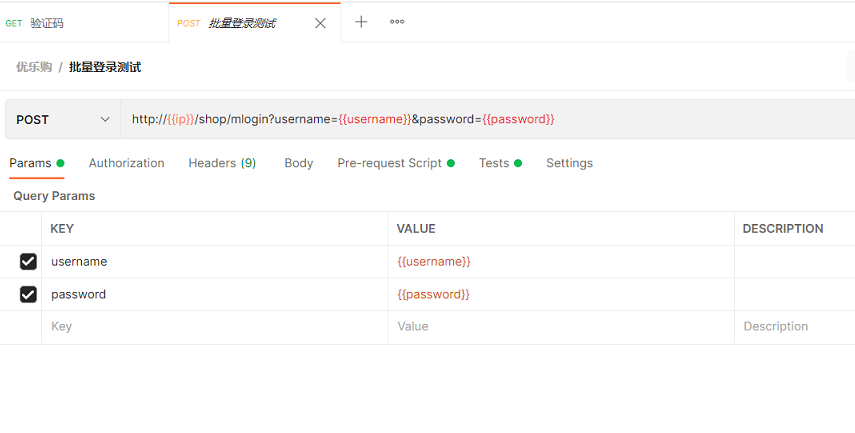 GET 验证码 POST 批量登录测试
优乐购 / 批量登录测试
POST http://{{ip}}/shop/mlogin?username={{username}}&password={{password}}
Params Authorization Headers (9) Body Pre-request Script Tests Settings
Query Params
KEY VALUE DESCRIPTION
username {{username}}
password {{password}}
Key Value Description